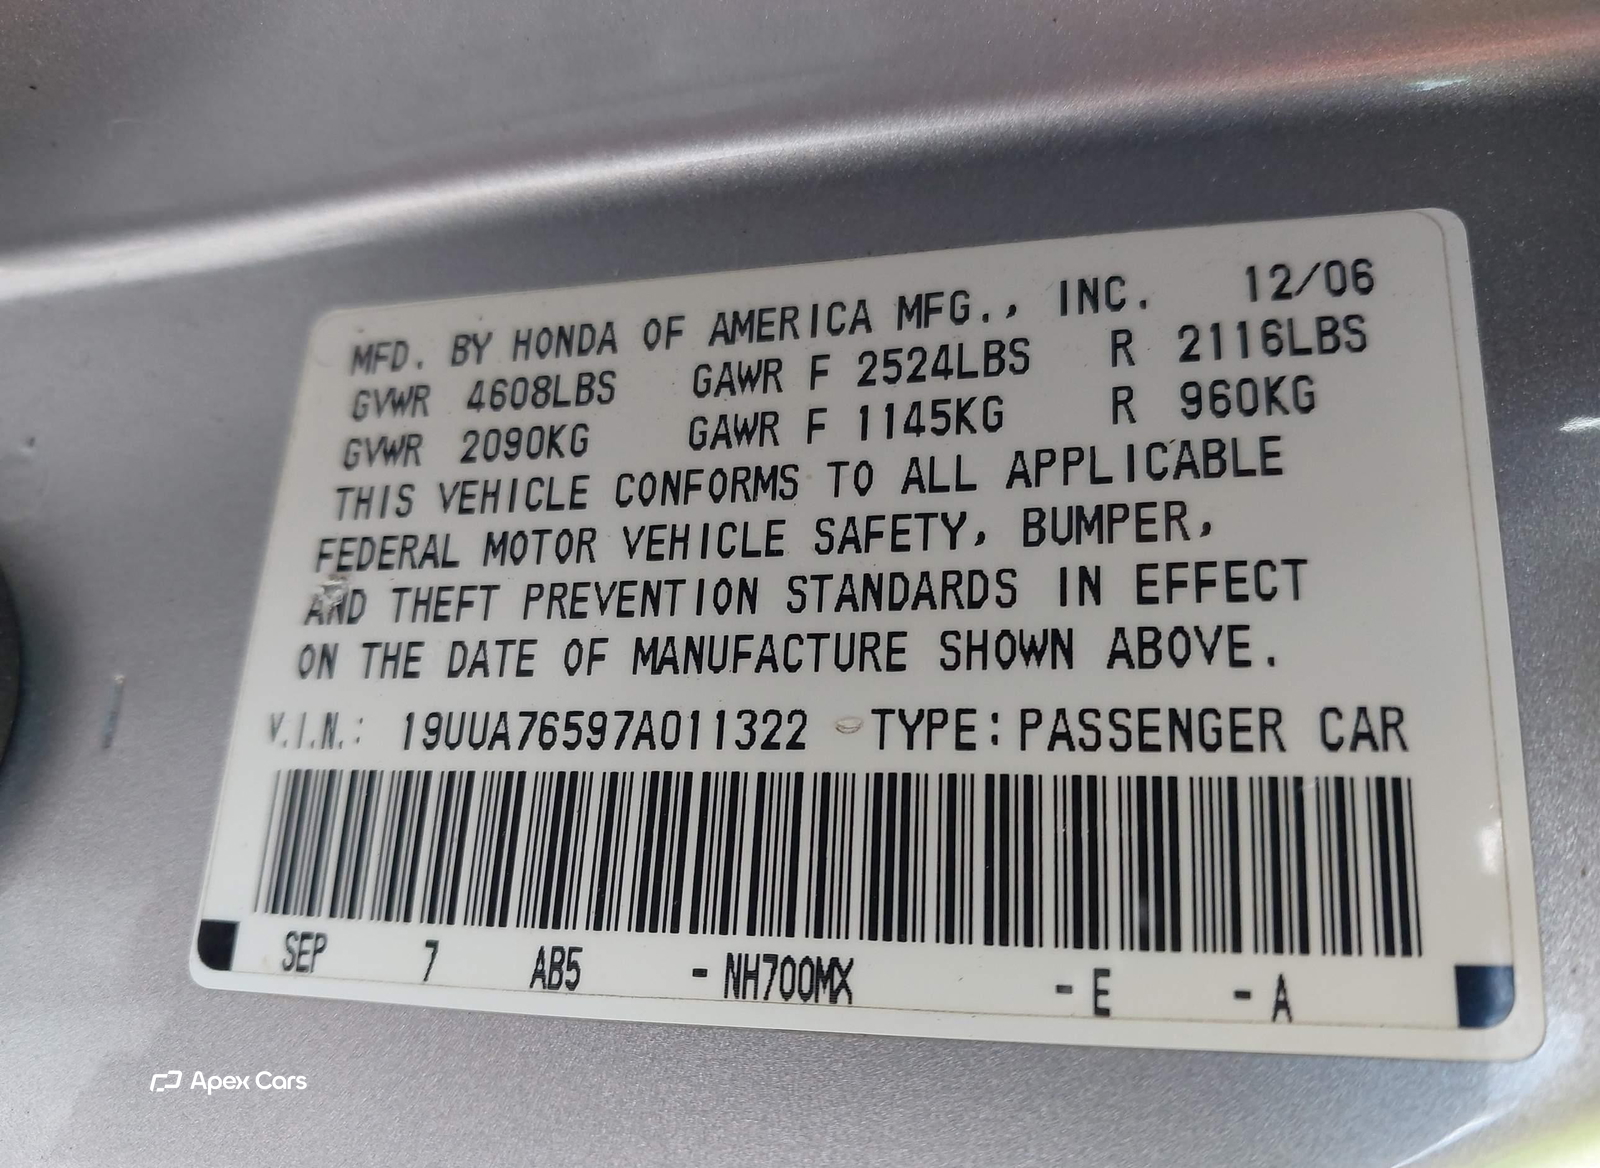 MFD. BY HONDA OF AMERICA MFG., INC. 12/06
GVWR 4608LBS GAWR F 2524LBS R 2116LBS
GVWR 2090KG GAWR F 1145KG R 960KG
THIS VEHICLE CONFORMS TO ALL APPLICABLE
FEDERAL MOTOR VEHICLE SAFETY, BUMPER,
AND THEFT PREVENTION STANDARDS IN EFFECT
ON THE DATE OF MANUFACTURE SHOWN ABOVE.
V.I.N.: 19UUA76597A011322 TYPE: PASSENGER CAR
SEP 7 AB5 - NH700MX - E - A
Apex Cars